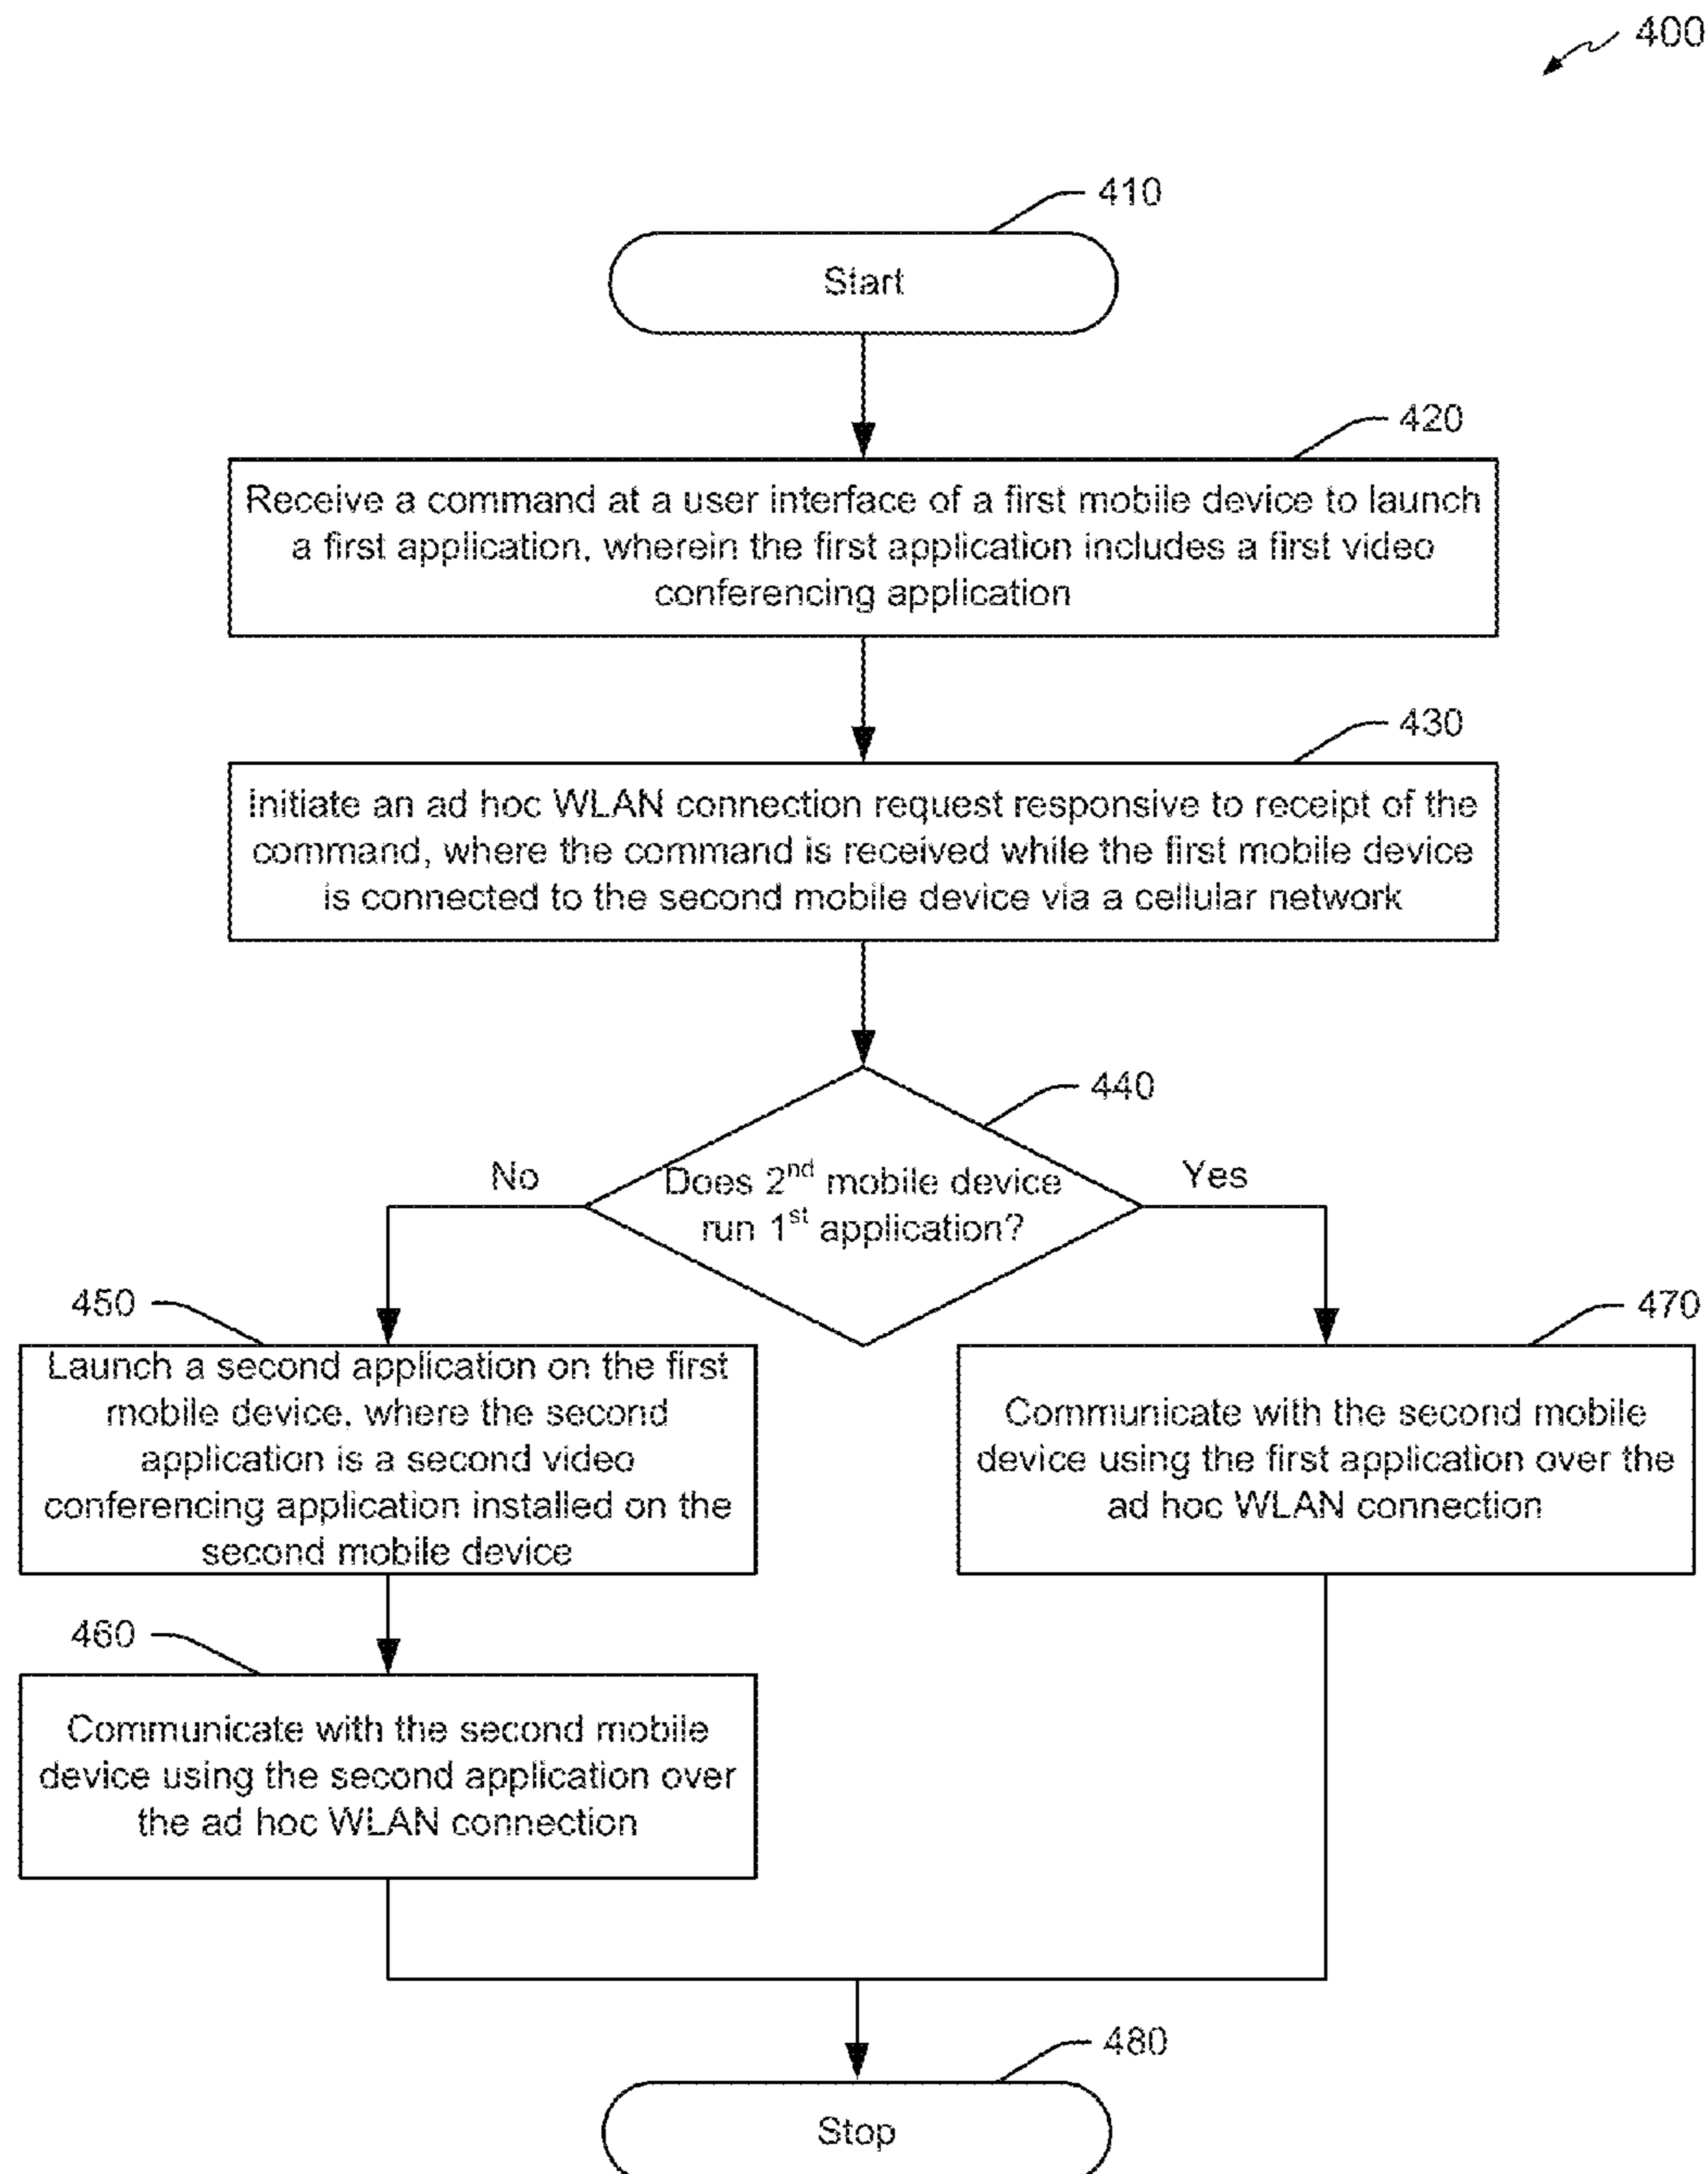 400
410
Start
420
Receive a command at a user interface of a first mobile device to launch
a first application, wherein the first application includes a first video
conferencing application
430
Initiate an ad hoc WLAN connection request responsive to receipt of the
command, where the command is received while the first mobile device
is connected to the second mobile device via a cellular network
440
Does 2nd mobile device
run 1st application?
No
Yes
450
Launch a second application on the first
mobile device, where the second
application is a second video
conferencing application installed on the
second mobile device
470
Communicate with the second mobile
device using the first application over the
ad hoc WLAN connection
460
Communicate with the second mobile
device using the second application over
the ad hoc WLAN connection
480
Stop